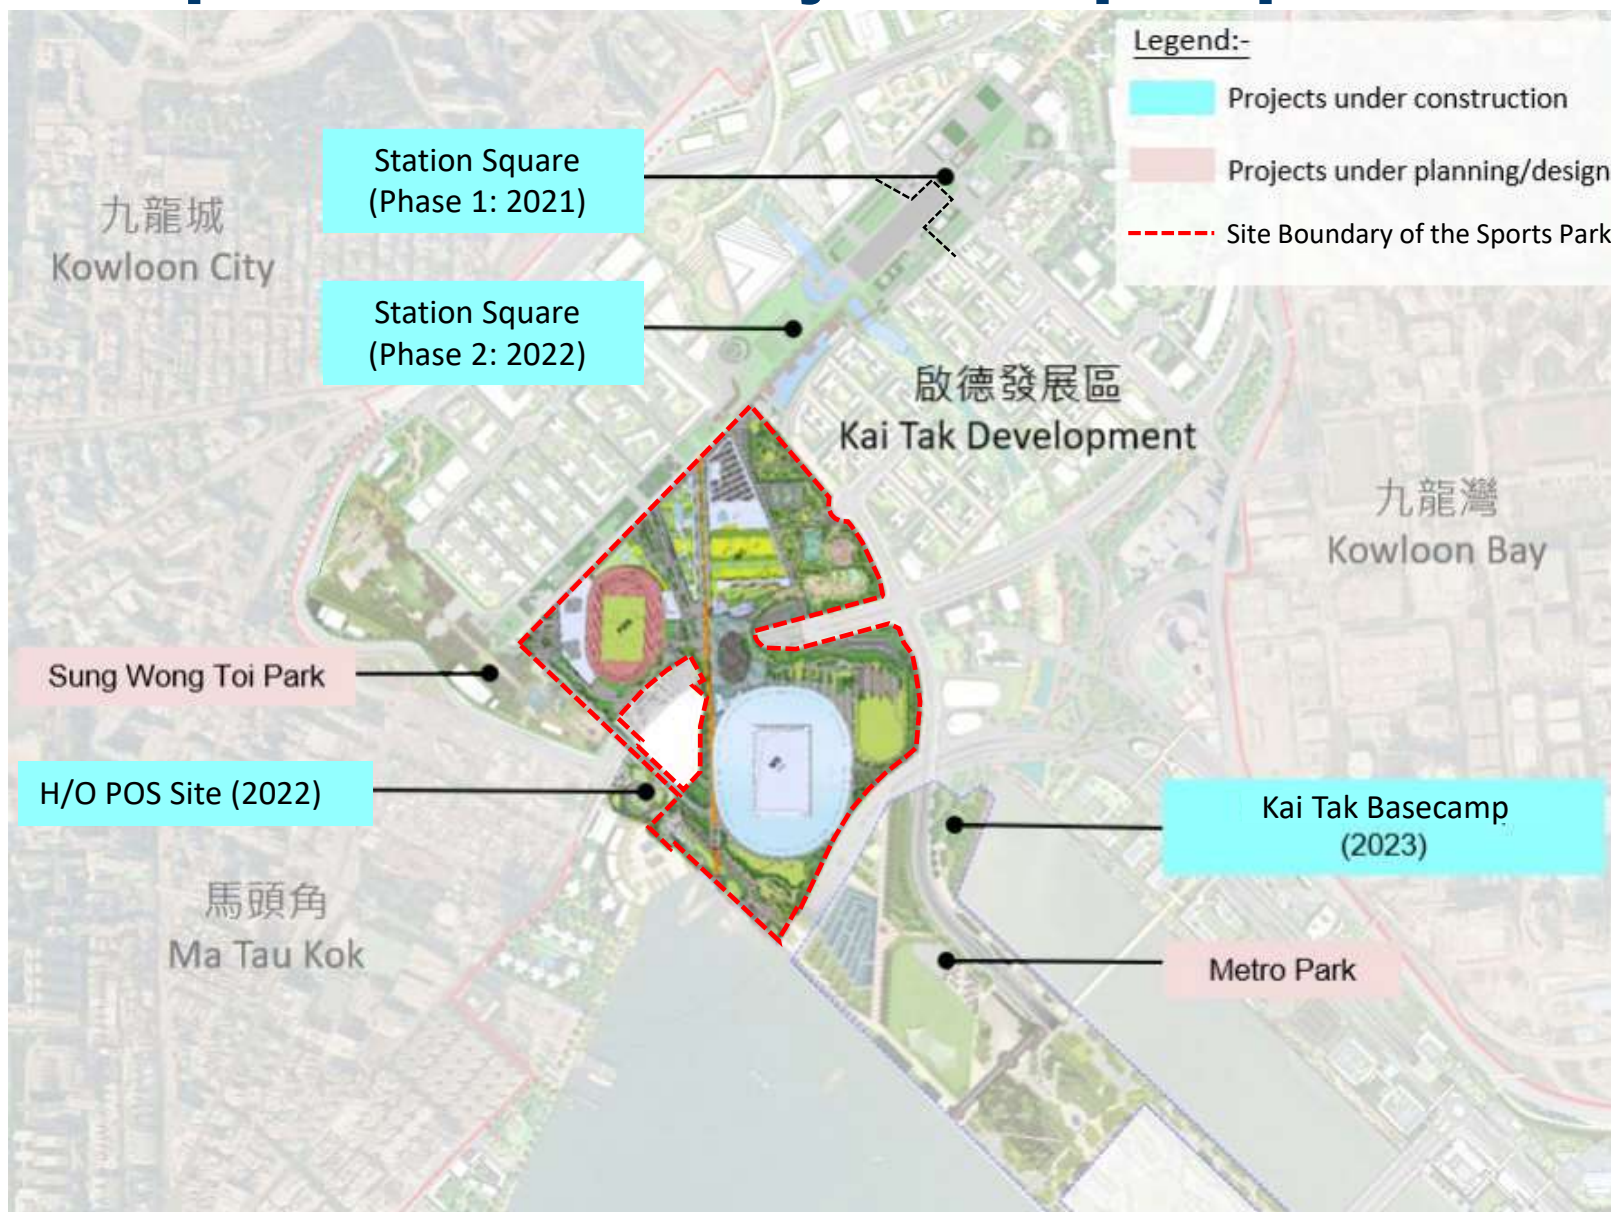 Legend:-
Projects under construction
Projects under planning/design
Site Boundary of the Sports Park
Station Square
(Phase 1: 2021)
九龍城
Kowloon City
Station Square
(Phase 2: 2022)
啟德發展區
Kai Tak Development
九龍灣
Kowloon Bay
Sung Wong Toi Park
H/O POS Site (2022)
Kai Tak Basecamp
(2023)
馬頭角
Ma Tau Kok
Metro Park